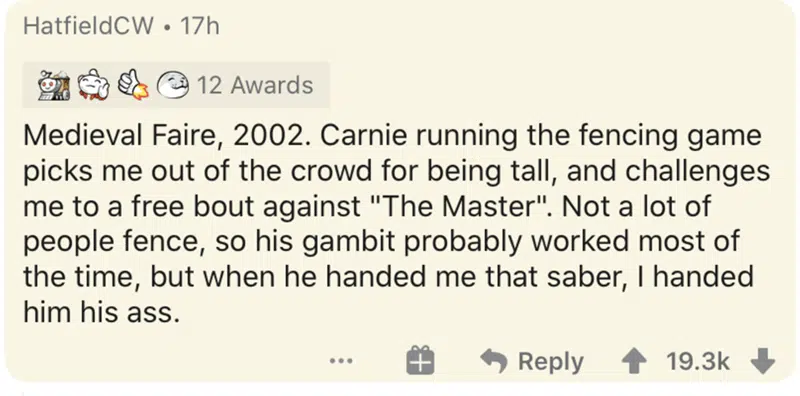 HatfieldCW • 17h
12 Awards
Medieval Faire, 2002. Carnie running the fencing game
picks me out of the crowd for being tall, and challenges
me to a free bout against "The Master". Not a lot of
people fence, so his gambit probably worked most of
the time, but when he handed me that saber, I handed
him his ass.
... Reply 19.3k